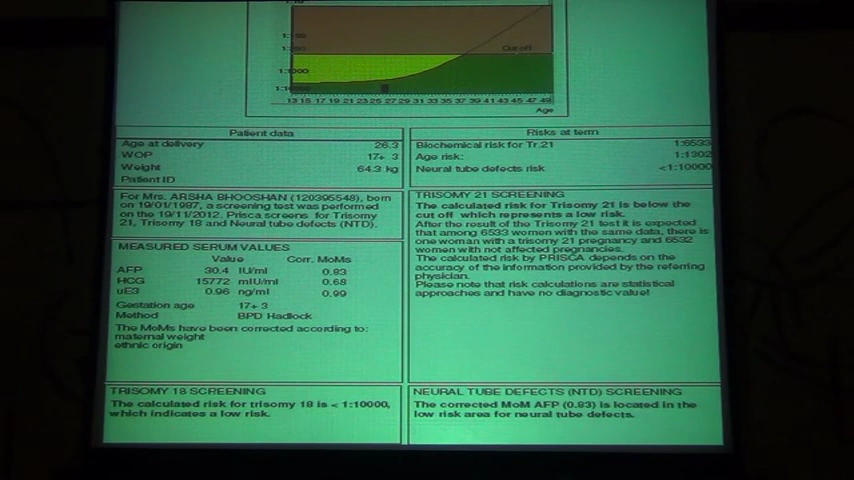 1:10
1:150
1:250
Cut off
1:1000
1:10000
13 15 17 19 21 23 25 27 29 31 33 35 37 39 41 43 45 47 49
Age
Patient data
Age at delivery 26.3
WOP 17+ 3
Weight 64.3 kg
Patient ID
Risks at term
Biochemical risk for Tr.21 1:6533
Age risk: 1:1302
Neural tube defects risk <1:10000
For Mrs. ARSHA BHOOSHAN (120395548), born
on 19/01/1987, a screening test was performed
on the 19/11/2012. Prisca screens for Trisomy
21, Trisomy 18 and Neural tube defects (NTD).
MEASURED SERUM VALUES
Value Corr. MoMs
AFP 30.4 IU/ml 0.83
HCG 15772 mIU/ml 0.68
uE3 0.96 ng/ml 0.99
Gestation age 17+ 3
Method BPD Hadlock
The MoMs have been corrected according to:
maternal weight
ethnic origin
TRISOMY 21 SCREENING
The calculated risk for Trisomy 21 is below the
cut off which represents a low risk.
After the result of the Trisomy 21 test it is expected
that among 6533 women with the same data, there is
one woman with a trisomy 21 pregnancy and 6532
women with not affected pregnancies.
The calculated risk by PRISCA depends on the
accuracy of the information provided by the referring
physician.
Please note that risk calculations are statistical
approaches and have no diagnostic value!
TRISOMY 18 SCREENING
The calculated risk for trisomy 18 is < 1:10000,
which indicates a low risk.
NEURAL TUBE DEFECTS (NTD) SCREENING
The corrected MoM AFP (0.83) is located in the
low risk area for neural tube defects.